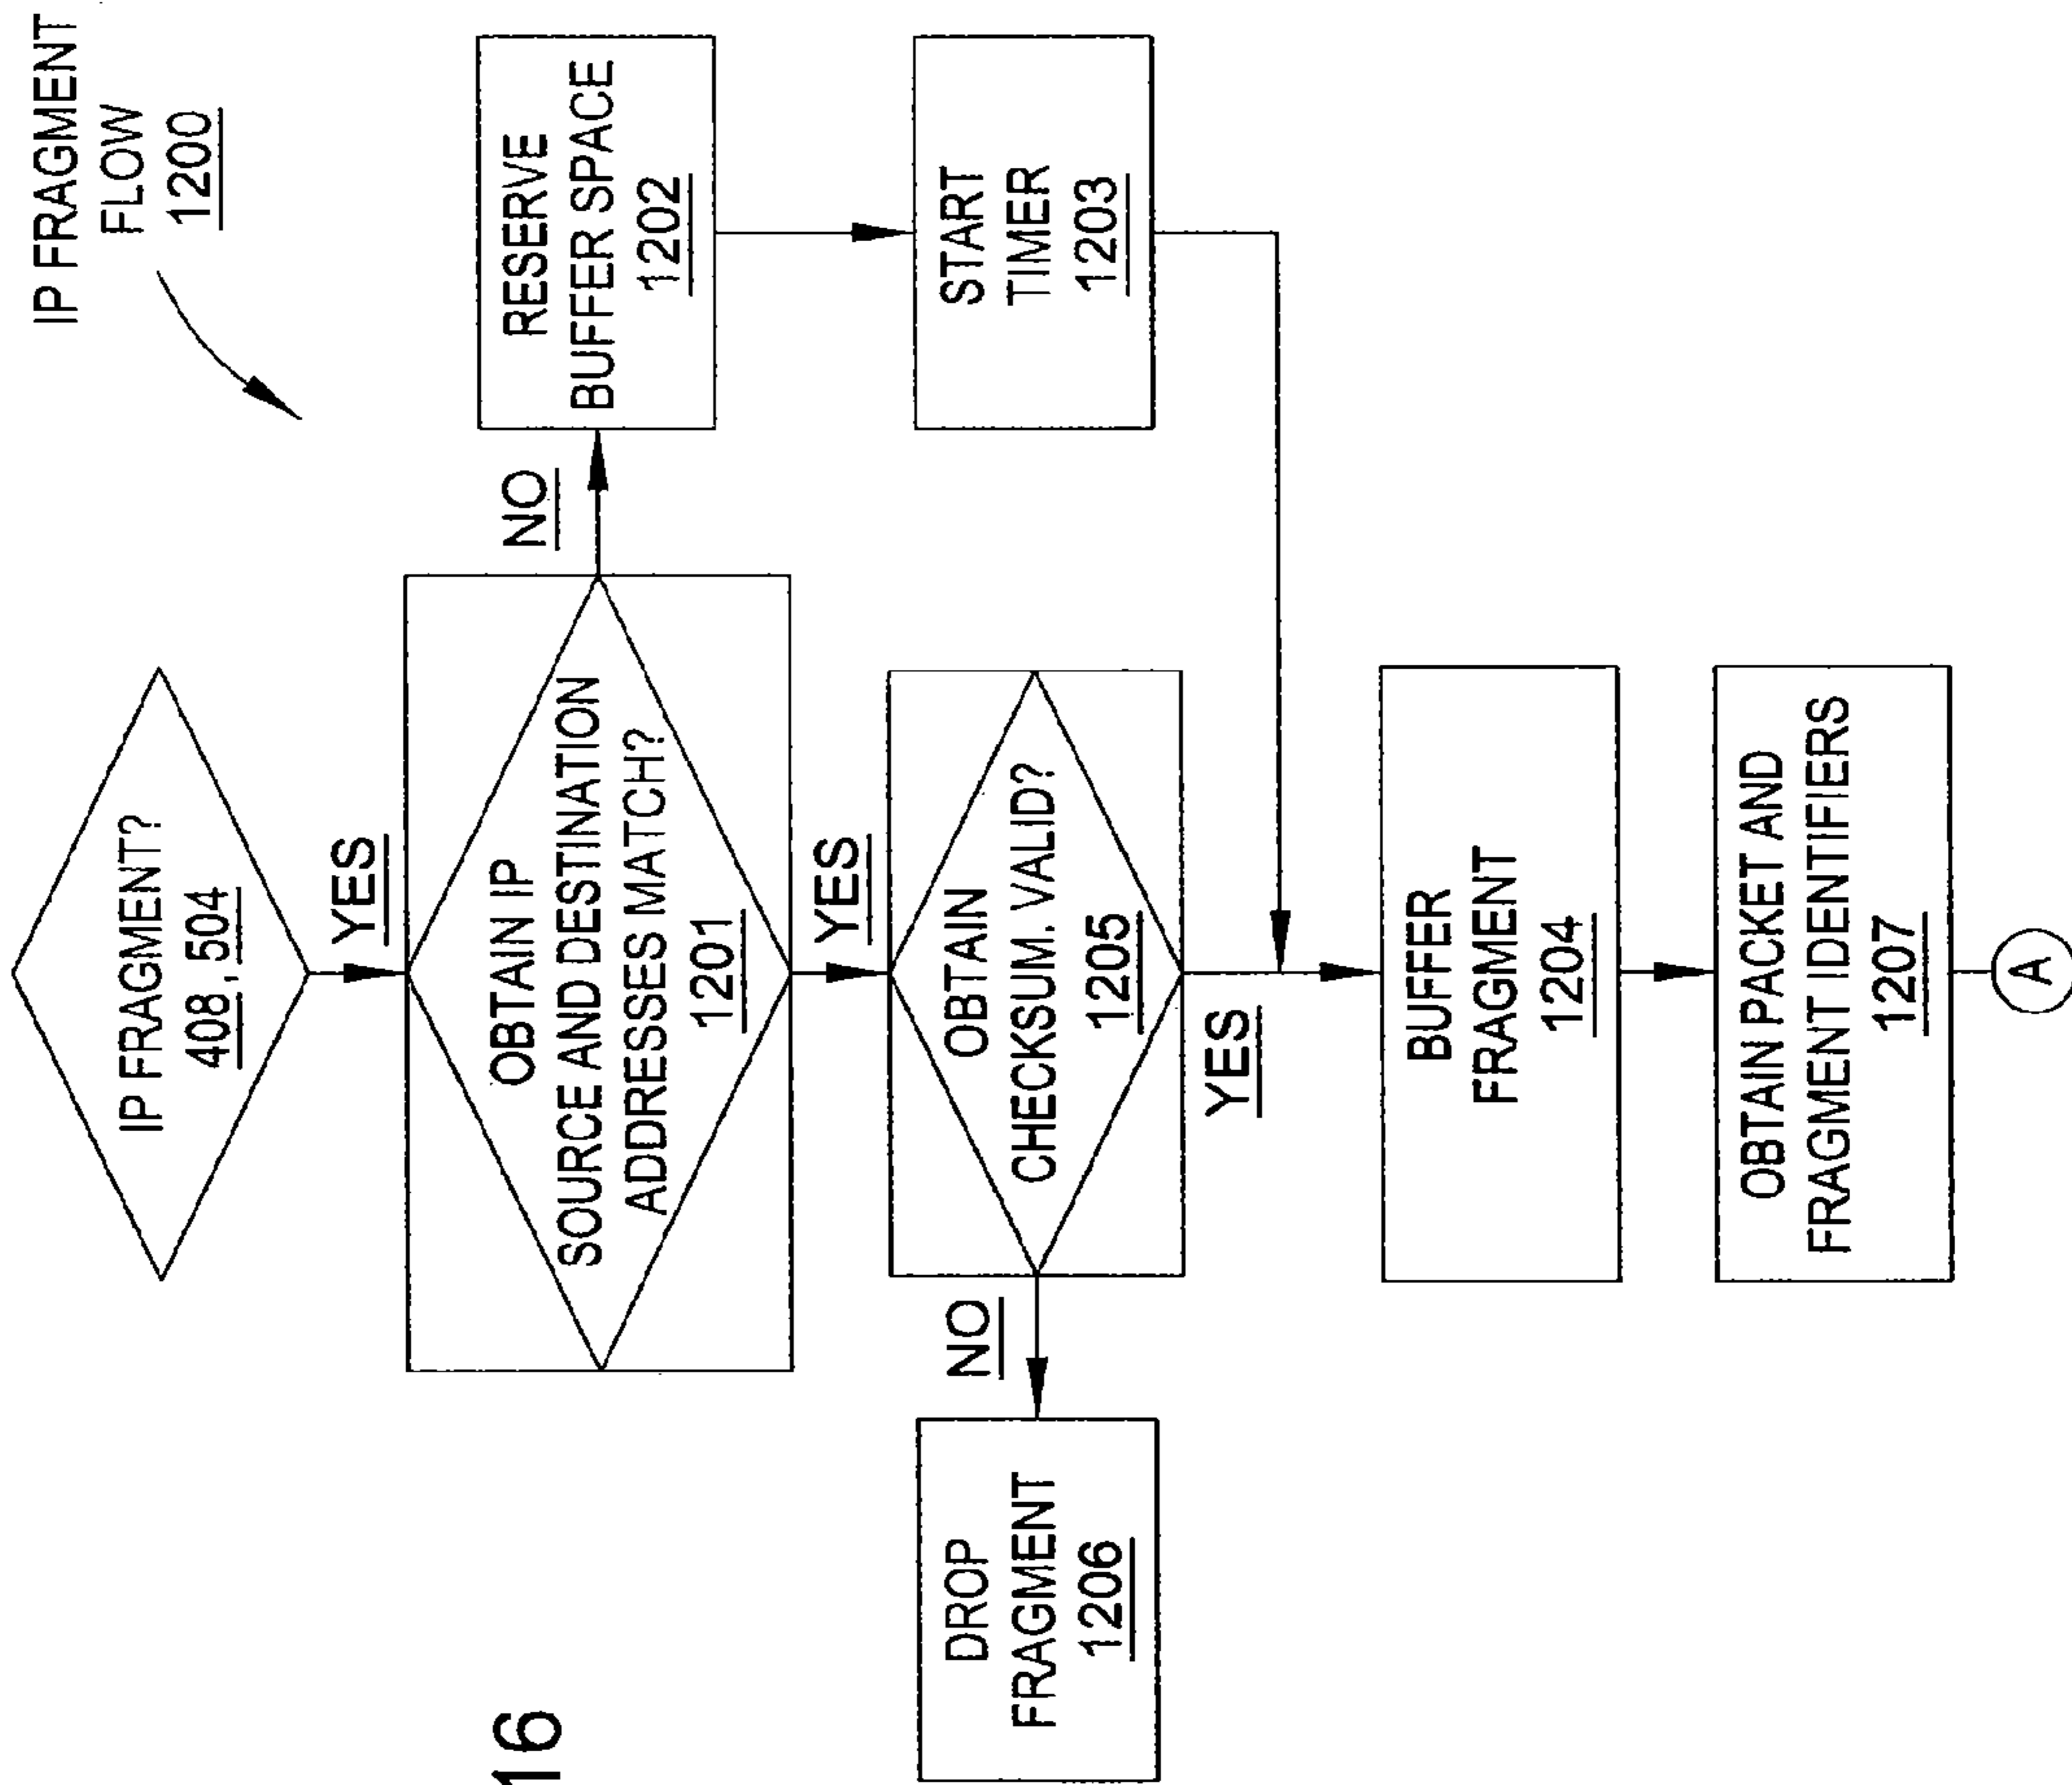 IP FRAGMENT
FLOW
1200
IP FRAGMENT?
408, 504
YES
OBTAIN IP
SOURCE AND DESTINATION
ADDRESSES MATCH?
1201
NO
RESERVE
BUFFER SPACE
1202
START
TIMER
1203
YES
OBTAIN
CHECKSUM. VALID?
1205
NO
DROP
FRAGMENT
1206
YES
BUFFER
FRAGMENT
1204
OBTAIN PACKET AND
FRAGMENT IDENTIFIERS
1207
A
16